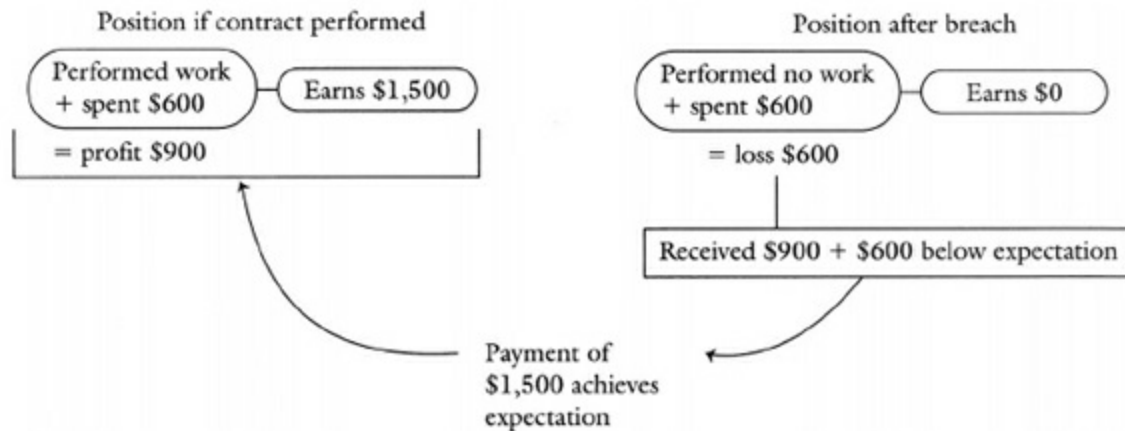 Position if contract performed
Performed work
+ spent $600
Earns $1,500
= profit $900
Position after breach
Performed no work
+ spent $600
Earns $0
= loss $600
Received $900 + $600 below expectation
Payment of
$1,500 achieves
expectation